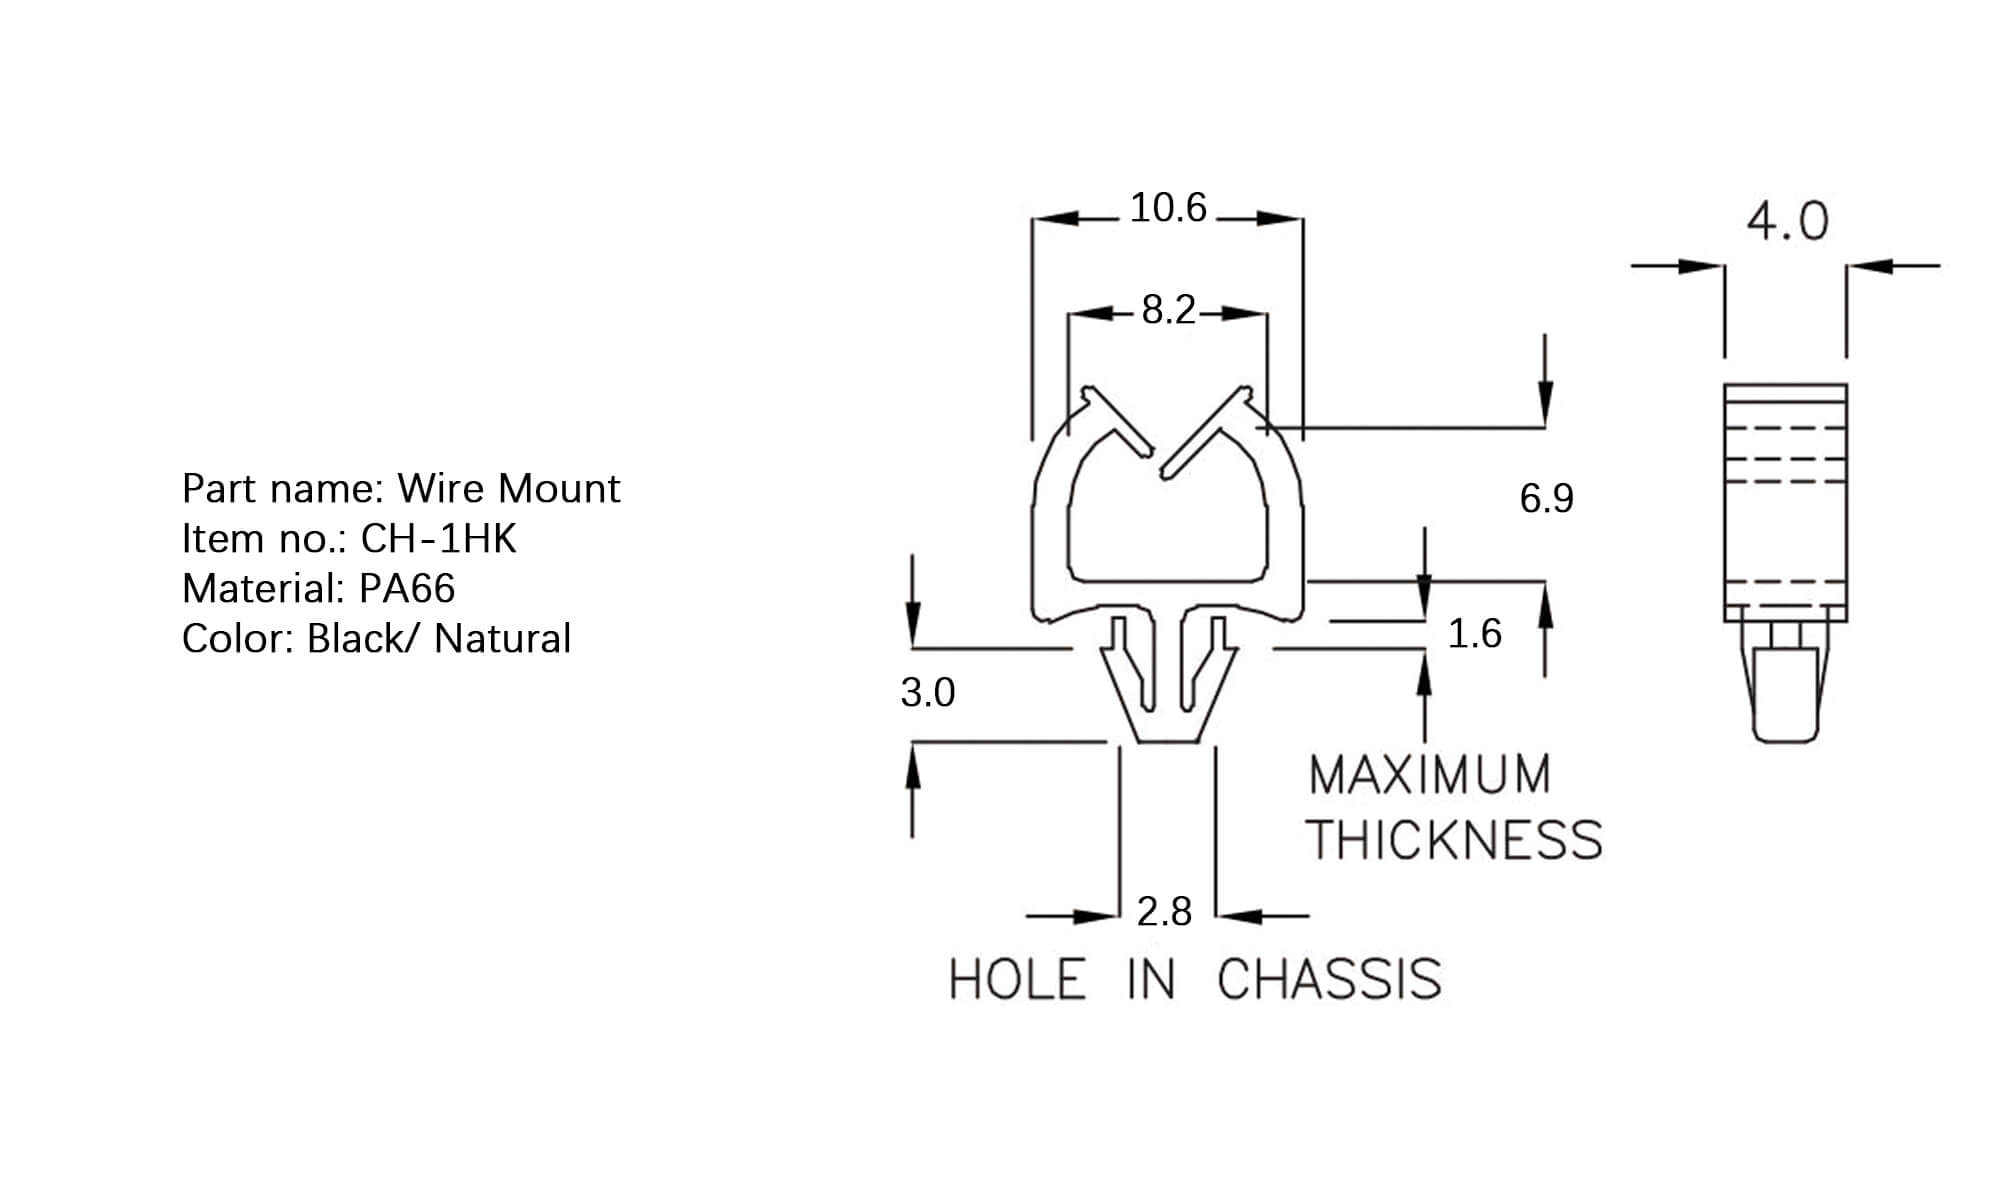 Part name: Wire Mount
Item no.: CH-1HK
Material: PA66
Color: Black/ Natural
10.6
4.0
8.2
6.9
1.6
3.0
MAXIMUM
THICKNESS
2.8
HOLE IN CHASSIS